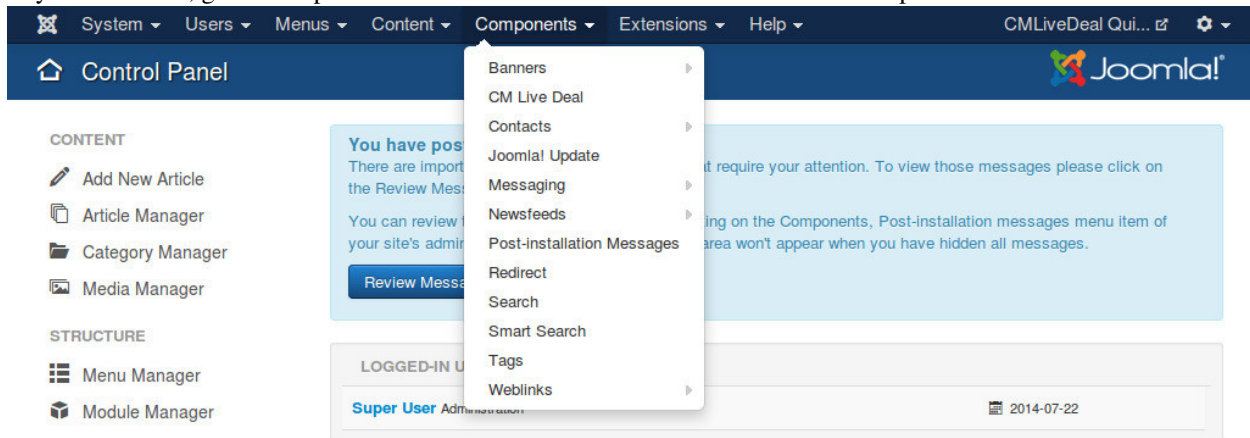 System Users Menus Content Components Extensions Help CMLiveDeal Qui...
Control Panel
Joomla!
Banners
CM Live Deal
Contacts
Joomla! Update
Messaging
Newsfeeds
Post-installation Messages
Redirect
Search
Smart Search
Tags
Weblinks
CONTENT
Add New Article
Article Manager
Category Manager
Media Manager
STRUCTURE
Menu Manager
Module Manager
You have pos
There are import at require your attention. To view those messages please click on
the Review Mes
You can review ing on the Components, Post-installation messages menu item of
your site's admin area won't appear when you have hidden all messages.
Review Messa
LOGGED-IN U
Super User Administration 2014-07-22